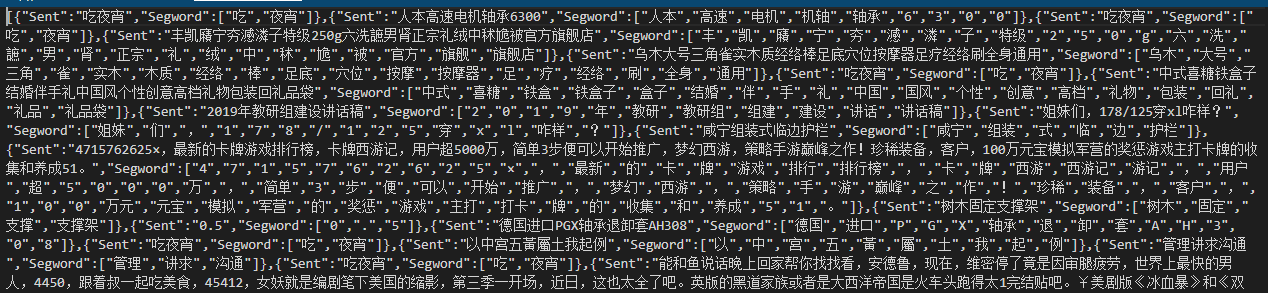 [{"Sent":"吃夜宵","Segword":["吃","夜宵"]},{"Sent":"人本高速电机轴承6300","Segword":["人本","高速","电机","机轴","轴承","6","3","0","0"]},{"Sent":"吃夜宵","Segword":["
吃","夜宵"]},{"Sent":"丰凯牗宁夯滅潾子特级250g六洗謥男肾正宗礼绒中秣尯被官方旗舰店","Segword":["丰","凯","牗","宁","夯","滅","潾","子","特级","2","5","0","g","六","洗","
謥","男","肾","正宗","礼","绒","中","秣","尯","被","官方","旗舰","旗舰店"]},{"Sent":"乌木大号三角雀实木质经络棒足底穴位按摩器足疗经络刷全身通用","Segword":["乌木","大号","
三角","雀","实木","木质","经络","棒","足底","穴位","按摩","按摩器","足","疗","经络","刷","全身","通用"]},{"Sent":"吃夜宵","Segword":["吃","夜宵"]},{"Sent":"中式喜糖铁盒子
结婚伴手礼中国风个性创意高档礼物包装回礼品袋","Segword":["中式","喜糖","铁盒","铁盒子","盒子","结婚","伴","手","礼","中国","国风","个性","创意","高档","礼物","包装","回礼",
"礼品","礼品袋"]},{"Sent":"2019年教研组建设讲话稿","Segword":["2","0","1","9","年","教研","教研组","组建","建设","讲话","讲话稿"]},{"Sent":"姐妹们，178/125穿xl咋样？",
"Segword":["姐妹","们","，","1","7","8","/","1","2","5","穿","x","l","咋样","？"]},{"Sent":"咸宁组装式临边护栏","Segword":["咸宁","组装","式","临","边","护栏"]},
{"Sent":"4715762625x，最新的卡牌游戏排行榜，卡牌西游记，用户超5000万，简单3步便可以开始推广，梦幻西游，策略手游巅峰之作！珍稀装备，客户，100万元宝模拟军营的奖惩游戏主打卡牌的收
集和养成51。","Segword":["4","7","1","5","7","6","2","6","2","5","x","，","最新","的","卡","牌","游戏","排行","排行榜","，","卡","牌","西游","西游记","游记","，","用户
","超","5","0","0","0","万","，","简单","3","步","便","可以","开始","推广","，","梦幻","西游","，","策略","手","游","巅峰","之","作","！","珍稀","装备","，","客户","，",
"1","0","0","万元","元宝","模拟","军营","的","奖惩","游戏","主打","打卡","牌","的","收集","和","养成","5","1","。"]},{"Sent":"树木固定支撑架","Segword":["树木","固定","
支撑","支撑架"]},{"Sent":"0.5","Segword":["0",".","5"]},{"Sent":"德国进口PGX轴承退卸套AH308","Segword":["德国","进口","P","G","X","轴承","退","卸","套","A","H","3"
,"0","8"]},{"Sent":"吃夜宵","Segword":["吃","夜宵"]},{"Sent":"以中宫五黃屬土我起例","Segword":["以","中","宫","五","黃","屬","土","我","起","例"]},{"Sent":"管理讲求沟通
","Segword":["管理","讲求","沟通"]},{"Sent":"吃夜宵","Segword":["吃","夜宵"]},{"Sent":"能和鱼说话晚上回家帮你找找看，安德鲁，现在，维密停了竟是因审腿疲劳，世界上最快的男
人，4450，跟着叔一起吃美食，45412，女妖就是编剧笔下美国的缩影，第三季一开场，近日，这也太全了吧。英版的黑道家族或者是大西洋帝国是火车头跑得太1完结贴吧。￥美剧版《冰血暴》和《双